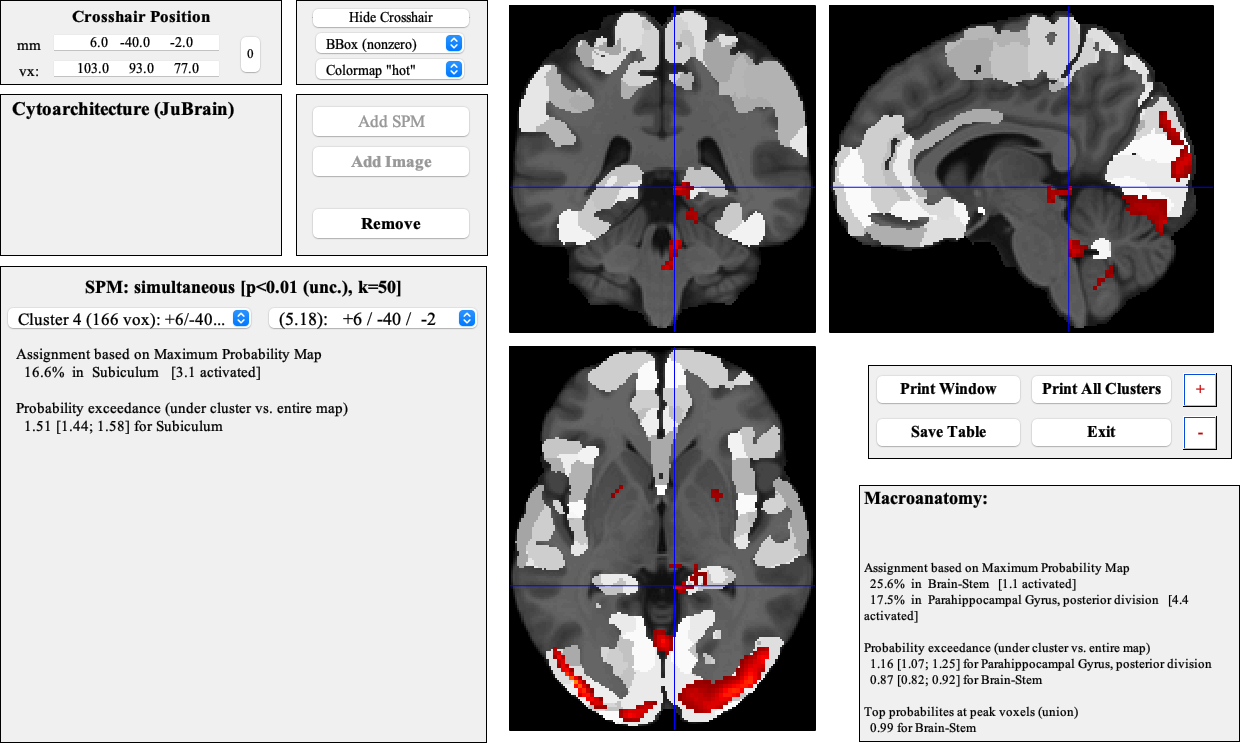 Crosshair Position
mm 6.0 -40.0 -2.0
vx: 103.0 93.0 77.0
0
Hide Crosshair
BBox (nonzero)
Colormap "hot"
Cytoarchitecture (JuBrain)
Add SPM
Add Image
Remove
SPM: simultaneous [p<0.01 (unc.), k=50]
Cluster 4 (166 vox): +6/-40... (5.18): +6 / -40 / -2
Assignment based on Maximum Probability Map
16.6% in Subiculum [3.1 activated]
Probability exceedance (under cluster vs. entire map)
1.51 [1.44; 1.58] for Subiculum
Print Window Print All Clusters +
Save Table Exit -
Macroanatomy:
Assignment based on Maximum Probability Map
25.6% in Brain-Stem [1.1 activated]
17.5% in Parahippocampal Gyrus, posterior division [4.4
activated]
Probability exceedance (under cluster vs. entire map)
1.16 [1.07; 1.25] for Parahippocampal Gyrus, posterior division
0.87 [0.82; 0.92] for Brain-Stem
Top probabilites at peak voxels (union)
0.99 for Brain-Stem